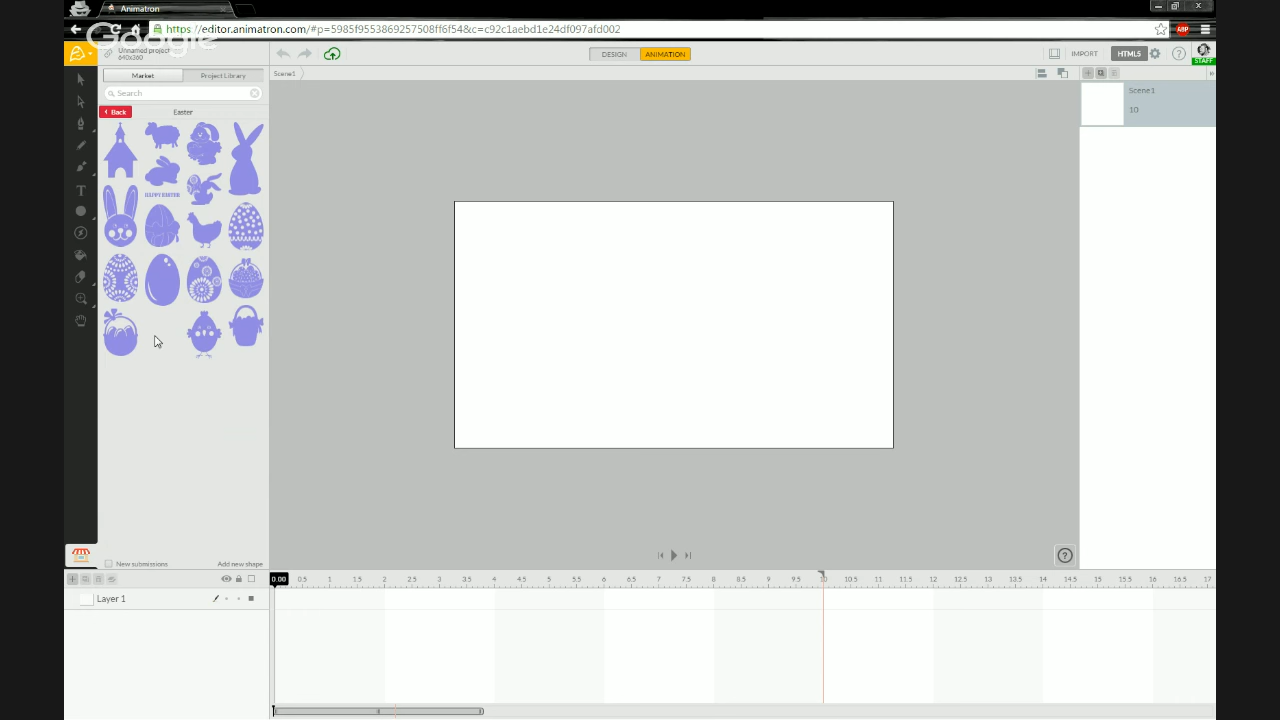 Animatron
https://editor.animatron.com/#p=5985f9553869257508ff6f54&c=c92c1aebd1e24df097afd002
ABP
Google
Unnamed project
640x360
DESIGN
ANIMATION
IMPORT
HTML5
STAFF
Market
Project Library
Scene1
Search
Back
Easter
HAPPY EASTER
Scene1
10
New submissions
Add new shape
0.00 0.5 1 1.5 2 2.5 3 3.5 4 4.5 5 5.5 6 6.5 7 7.5 8 8.5 9 9.5 10 10.5 11 11.5 12 12.5 13 13.5 14 14.5 15 15.5 16 16.5 17
Layer 1